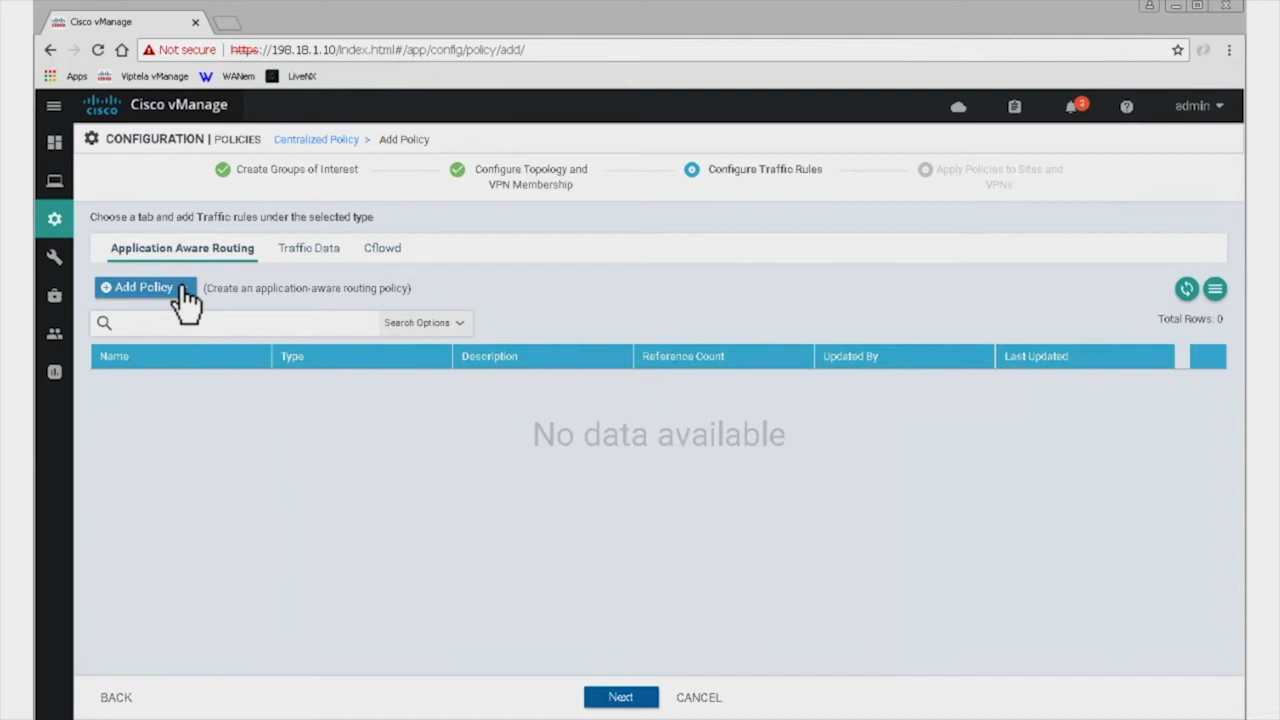 Cisco vManage
Not secure https://198.18.1.10/index.html#/app/config/policy/add/
Apps Viptela vManage WANem LiveNX
cisco Cisco vManage 3 admin
CONFIGURATION | POLICIES Centralized Policy > Add Policy
Create Groups of Interest
Configure Topology and
VPN Membership
Configure Traffic Rules
Apply Policies to Sites and
VPNs
Choose a tab and add Traffic rules under the selected type
Application Aware Routing Traffic Data Cflowd
Add Policy (Create an application-aware routing policy)
Search Options Total Rows: 0
Name Type Description Reference Count Updated By Last Updated
No data available
BACK Next CANCEL